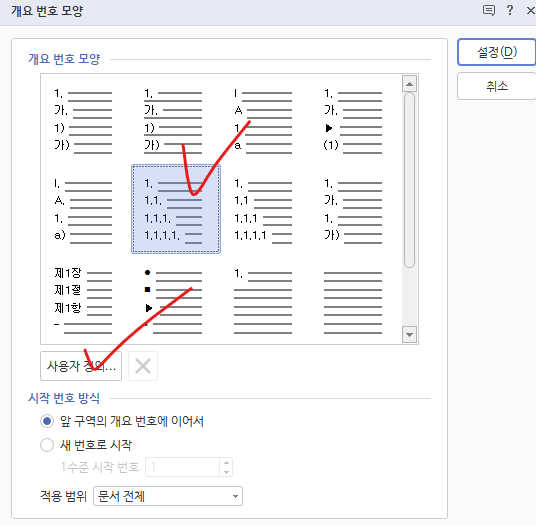 개요 번호 모양
?
개요 번호 모양
1. 1. I 1.
가. 가. A 가.
1) 1) 1 ▶
가) 가) a (1)
I. 1. 1. 1.
A. 1.1. 1.1 가.
1. 1.1.1. 1.1.1 1.
a) 1.1.1.1. 1.1.1.1 가)
제1장 ● 1.
제1절 ■
제1항 ▶
-
사용자 정의...
시작 번호 방식
앞 구역의 개요 번호에 이어서
새 번호로 시작
1수준 시작 번호 1
적용 범위 문서 전체
설정(D)
취소